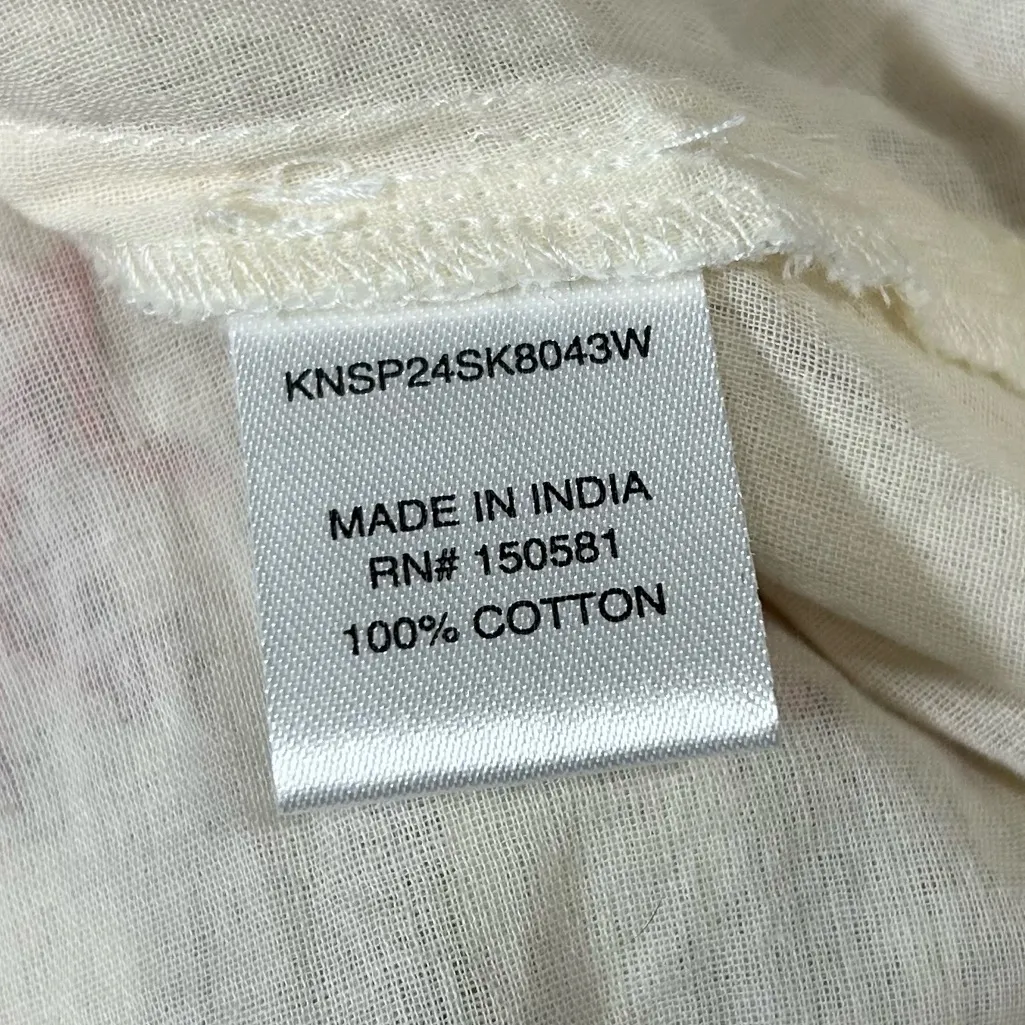 KNSP24SK8043W
MADE IN INDIA
RN# 150581
100% COTTON